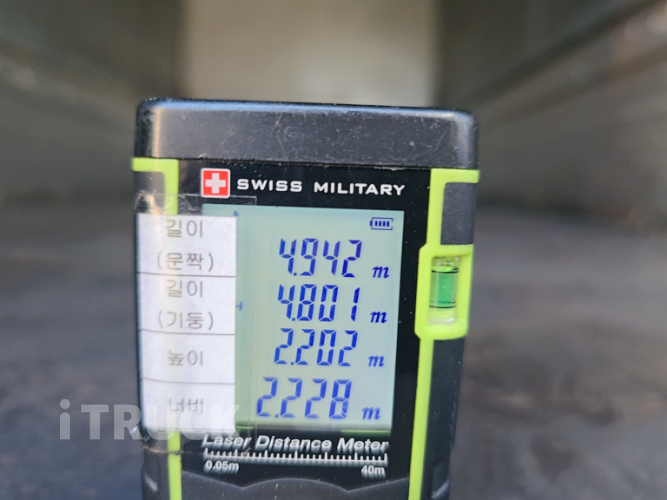 SWISS MILITARY
길이
(문짝)
4.942 m
길이
(기둥)
4.801 m
높이
2.202 m
너비
2.228 m
iTRUCK
Laser Distance Meter
0.05m
40m